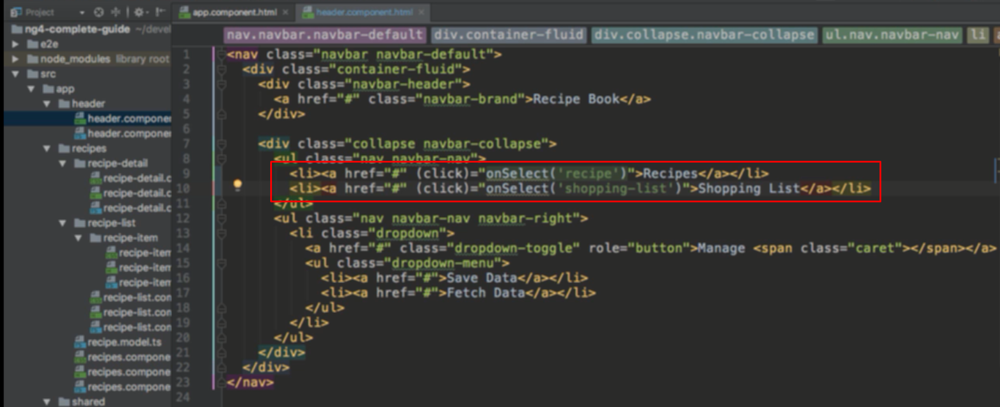 Project
app.component.html
header.component.html
ng4-complete-guide ~/devel
nav.navbar.navbar-default div.container-fluid div.collapse.navbar-collapse ul.nav.navbar-nav li
e2e
node_modules library root
src
app
header
header.componen
header.componen
recipes
recipe-detail
recipe-detail.c
recipe-detail.c
recipe-detail.c
recipe-list
recipe-item
recipe-item
recipe-item
recipe-item
recipe-list.con
recipe-list.con
recipe-list.con
recipe.model.ts
recipes.compone
recipes.compone
recipes.compone
shared
1 <nav class="navbar navbar-default">
2 <div class="container-fluid">
3 <div class="navbar-header">
4 <a href="#" class="navbar-brand">Recipe Book</a>
5 </div>
6
7 <div class="collapse navbar-collapse">
8 <ul class="nav navbar-nav">
9 <li><a href="#" (click)="onSelect('recipe')">Recipes</a></li>
10 <li><a href="#" (click)="onSelect('shopping-list')">Shopping List</a></li>
11 </ul>
12 <ul class="nav navbar-nav navbar-right">
13 <li class="dropdown">
14 <a href="#" class="dropdown-toggle" role="button">Manage <span class="caret"></span></a>
15 <ul class="dropdown-menu">
16 <li><a href="#">Save Data</a></li>
17 <li><a href="#">Fetch Data</a></li>
18 </ul>
19 </li>
20 </ul>
21 </div>
22 </div>
23 </nav>
24